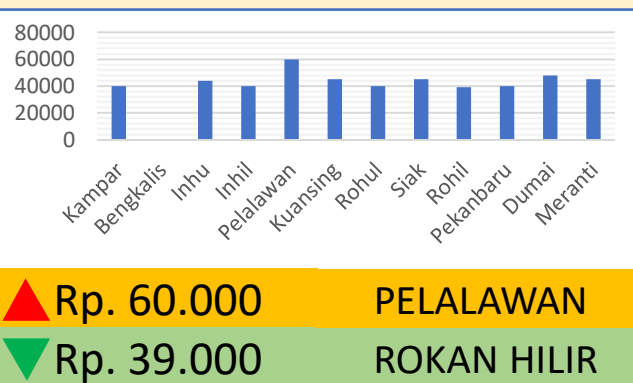 80000
60000
40000
20000
0
Kampar
Bengkalis
Inhu
Inhil
Pelalawan
Kuansing
Rohul
Siak
Rohil
Pekanbaru
Dumai
Meranti
Rp. 60.000 PELALAWAN
Rp. 39.000 ROKAN HILIR